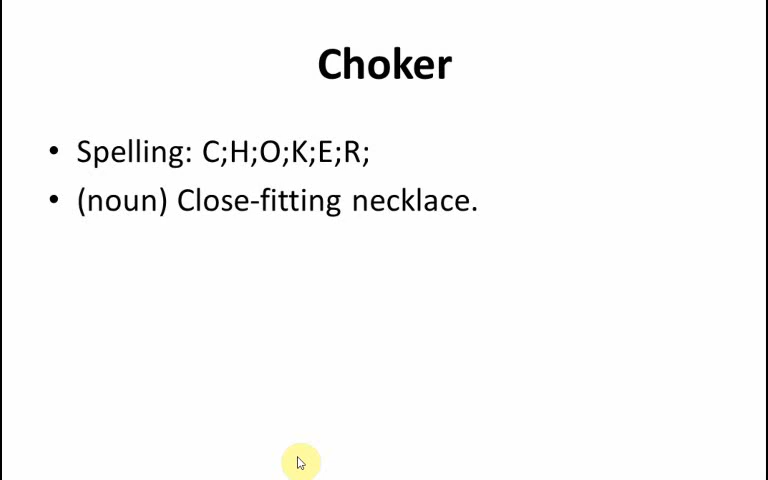 Choker
• Spelling: C;H;O;K;E;R;
• (noun) Close-fitting necklace.